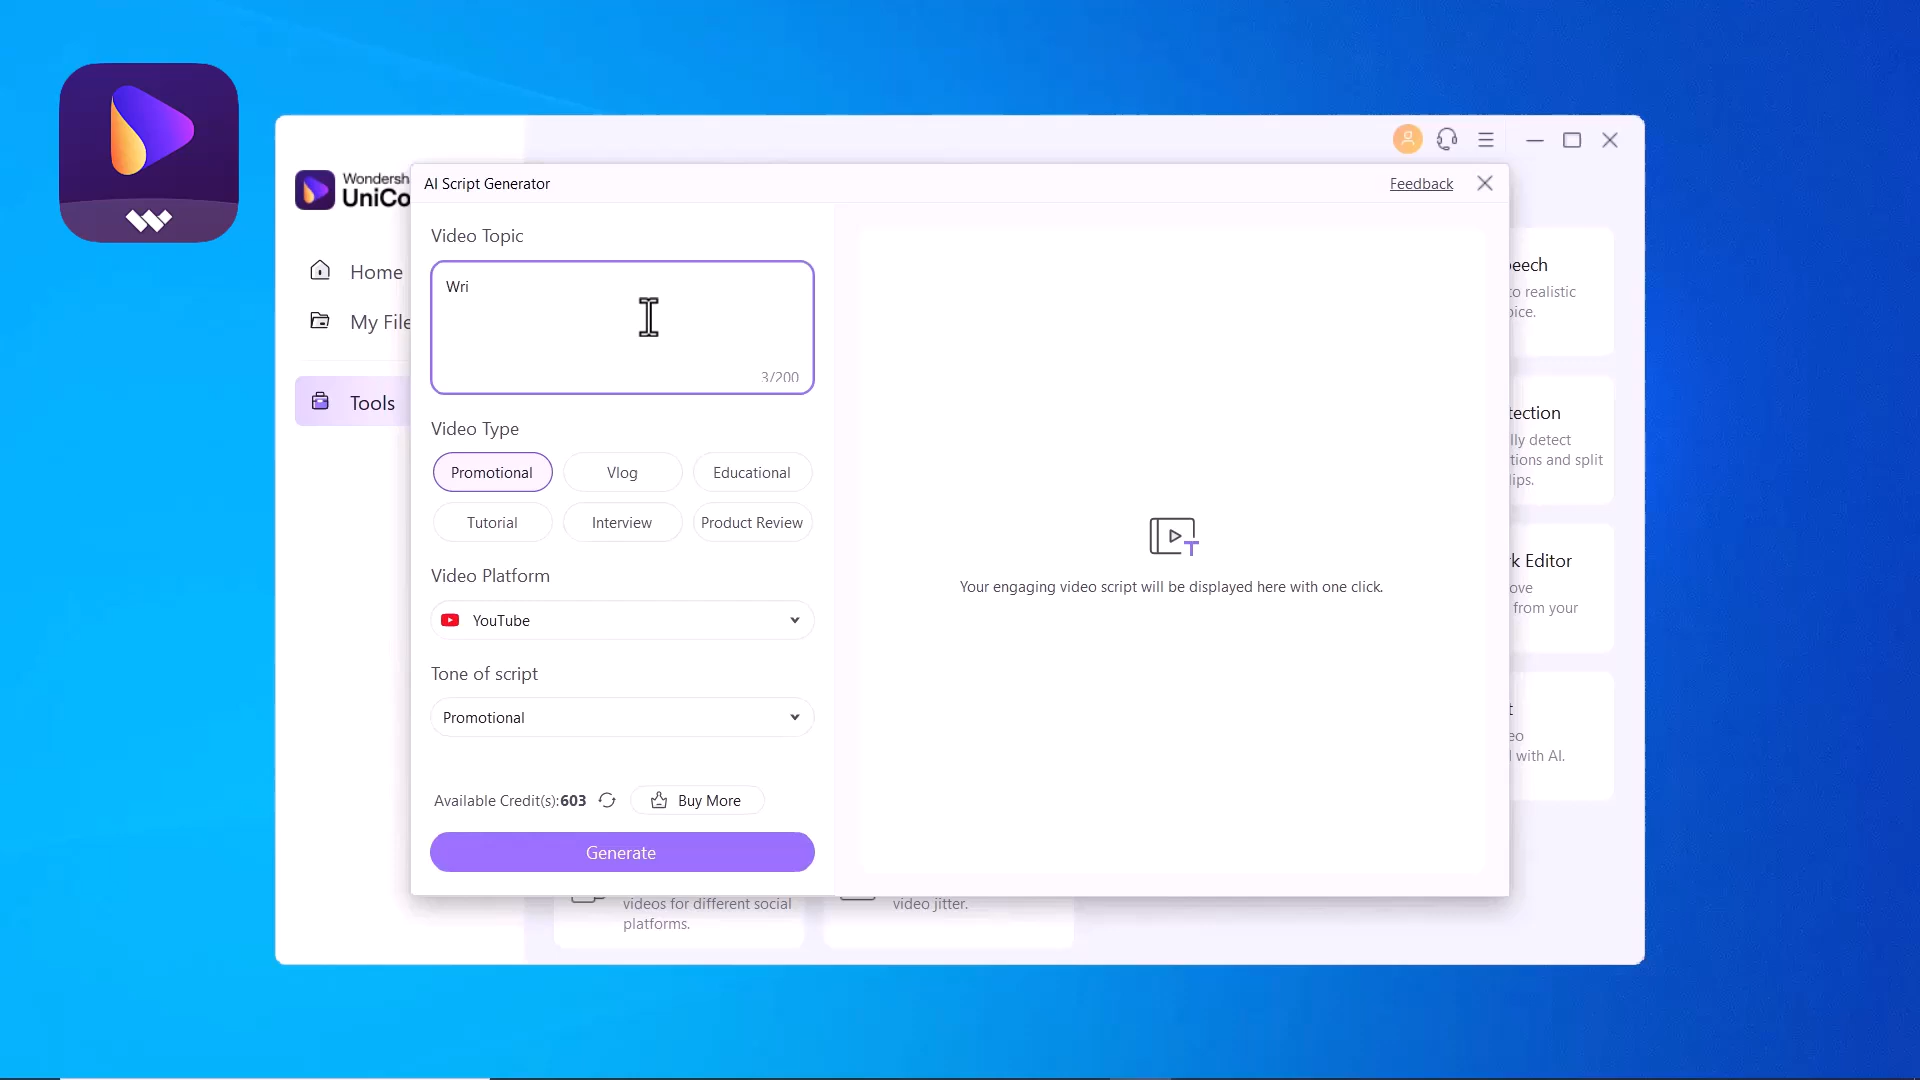 Wondersh
UniCo
Home
My File
Tools
AI Script Generator
Feedback
Video Topic
Wri
3/200
Video Type
Promotional
Vlog
Educational
Tutorial
Interview
Product Review
Video Platform
YouTube
Tone of script
Promotional
Available Credit(s):603
Buy More
Generate
Your engaging video script will be displayed here with one click.
eech
to realistic
ice.
tection
lly detect
tions and split
lips.
k Editor
ove
from your
t
eo
with AI.
videos for different social
platforms.
video jitter.